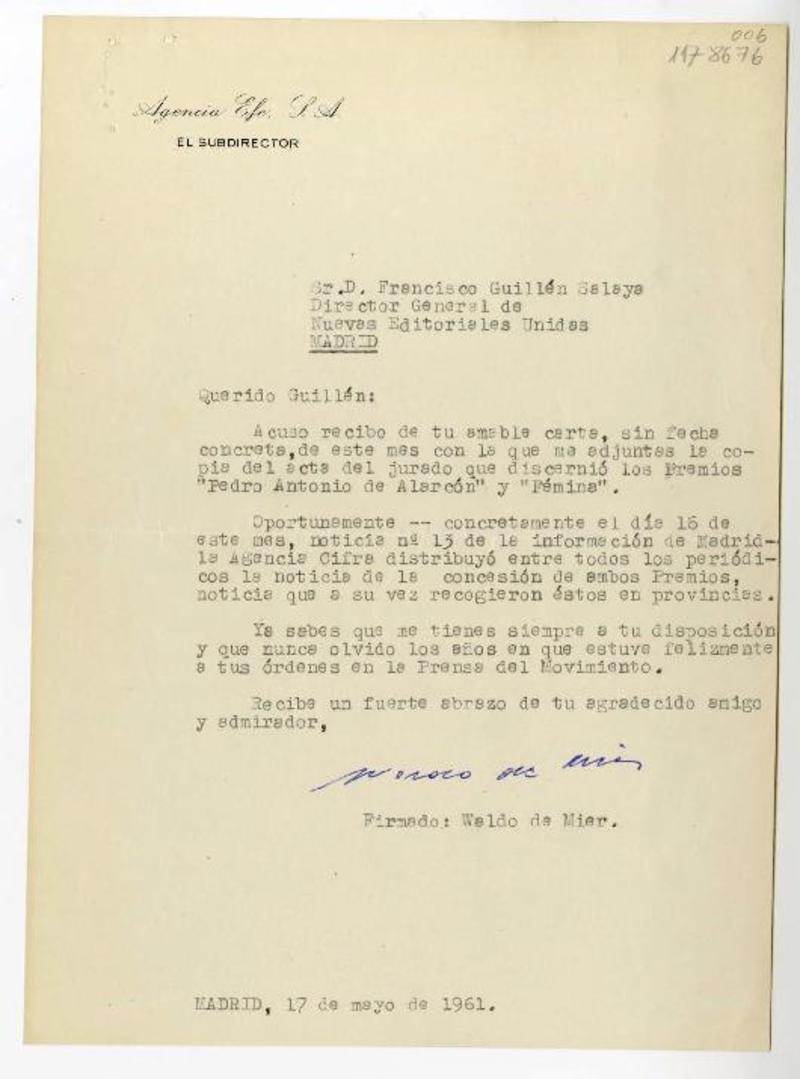 006
117-8676
Agencia Efe, S.A.
EL SUBDIRECTOR
Sr.D. Francisco Guillén Salaya
Director General de
Nuevas Editoriales Unidas
MADRID
Querido Guillén:
Acuso recibo de tu amable carta, sin fecha
concreta,de este mes con la que me adjuntas la co-
pia del acta del jurado que discernió los Premios
"Pedro Antonio de Alarcón" y "Fémina".
Oportunamente -- concretamente el día 16 de
este mes, noticia nº 13 de la información de Madrid-
la Agencia Cifra distribuyó entre todos los periódi-
cos la noticia de la concesión de ambos Premios,
noticia que a su vez recogieron éstos en provincias.
Ya sabes que me tienes siempre a tu disposición
y que nunca olvido los años en que estuve felizmente
a tus órdenes en la Prensa del Movimiento.
Recibe un fuerte abrazo de tu agradecido amigo
y admirador,
Waldo de Mier
Firmado: Waldo de Mier.
MADRID, 17 de mayo de 1961.